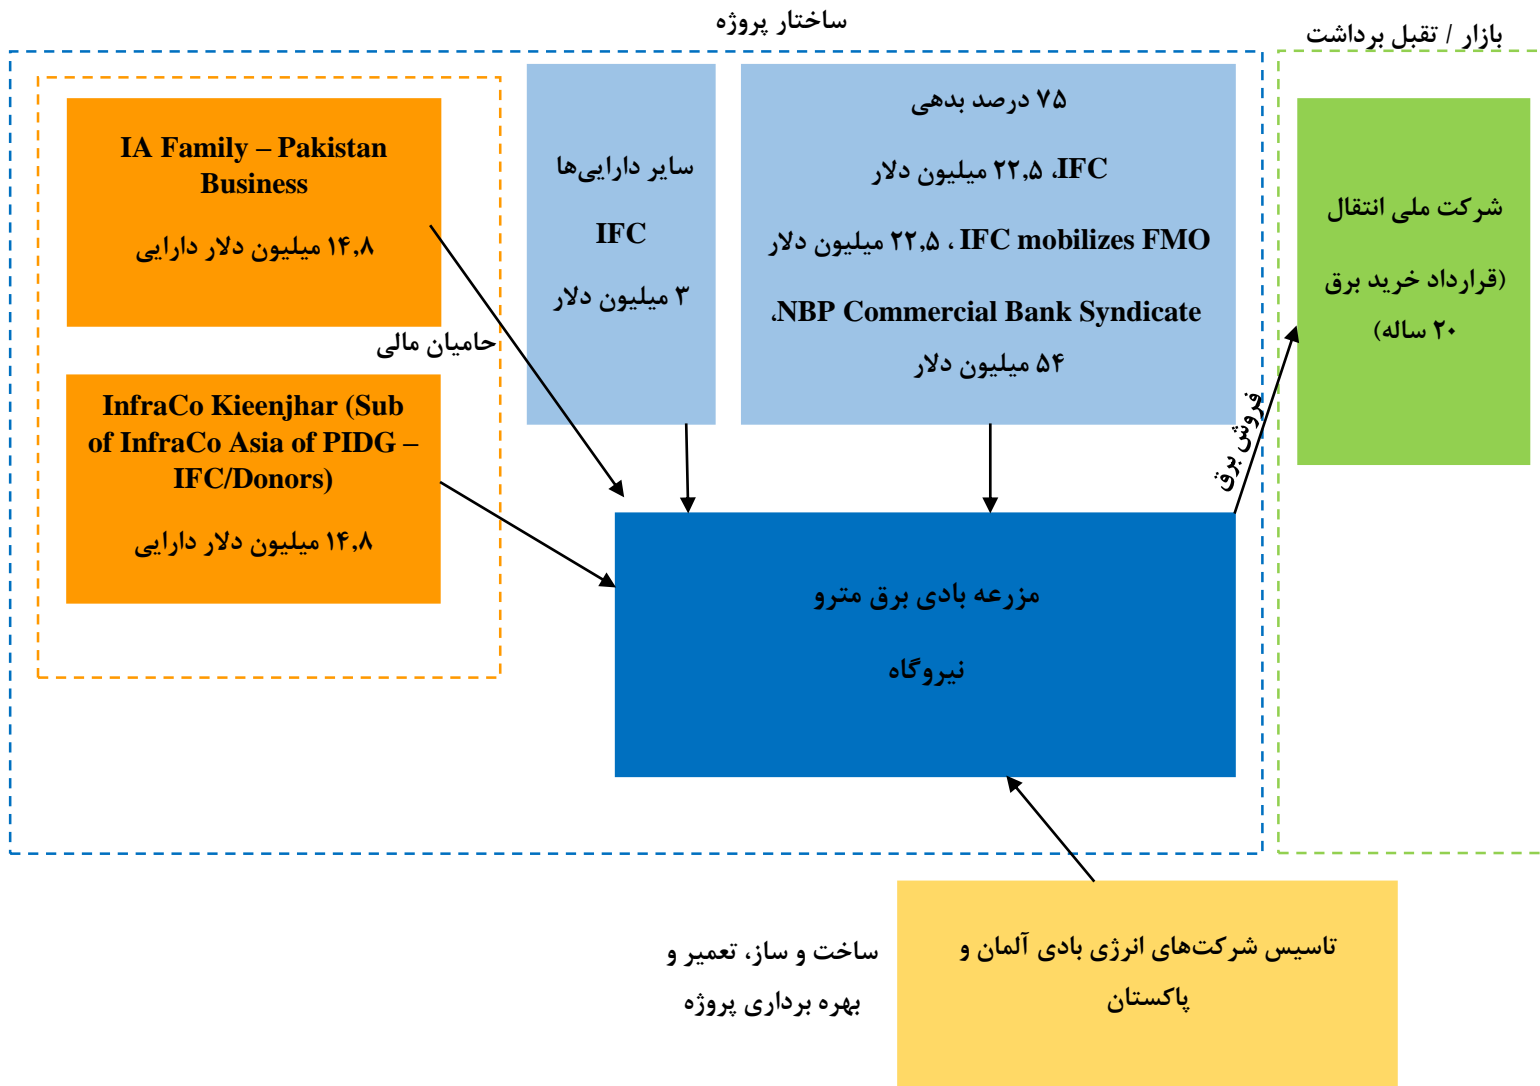 ساختار پروژه
بازار / تقبل برداشت
IA Family – Pakistan
Business
۱۴,۸ میلیون دلار دارایی
حامیان مالی
InfraCo Kieenjhar (Sub
of InfraCo Asia of PIDG –
IFC/Donors)
۱۴,۸ میلیون دلار دارایی
سایر دارایی‌ها
IFC
۳ میلیون دلار
۷۵ درصد بدهی
IFC، ۲۲,۵ میلیون دلار
IFC mobilizes FMO ، ۲۲,۵ میلیون دلار
NBP Commercial Bank Syndicate،
۵۴ میلیون دلار
شرکت ملی انتقال
(قرارداد خرید برق
۲۰ ساله)
فروش برق
مزرعه بادی برق مترو
نیروگاه
ساخت و ساز، تعمیر و
بهره برداری پروژه
تاسیس شرکت‌های انرژی بادی آلمان و
پاکستان